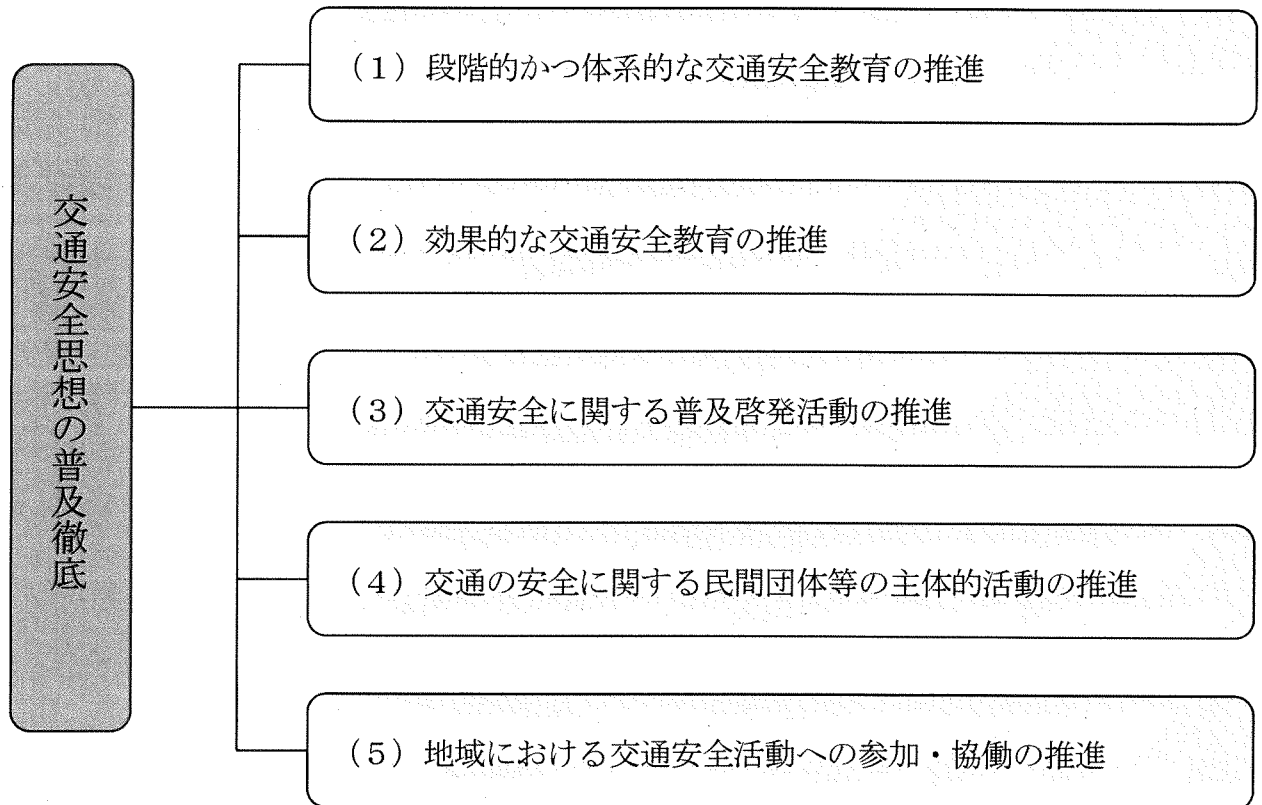 交通安全思想の普及徹底
(1)段階的かつ体系的な交通安全教育の推進
(2)効果的な交通安全教育の推進
(3)交通安全に関する普及啓発活動の推進
(4)交通の安全に関する民間団体等の主体的活動の推進
(5)地域における交通安全活動への参加・協働の推進